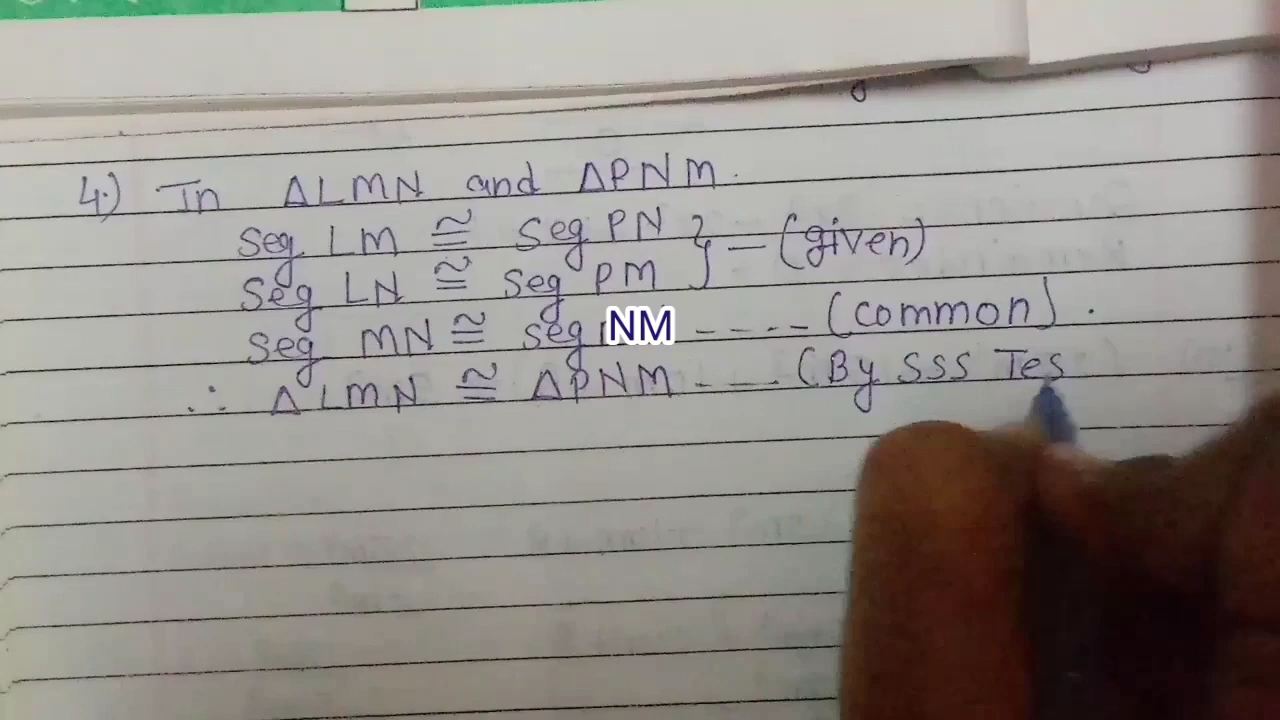 4.) In ΔLMN and ΔPNM.
Seg LM ≅ Seg PN } — (given)
Seg LN ≅ Seg PM
Seg MN ≅ seg NM ---- (common).
∴ ΔLMN ≅ ΔPNM --- (By SSS Tes